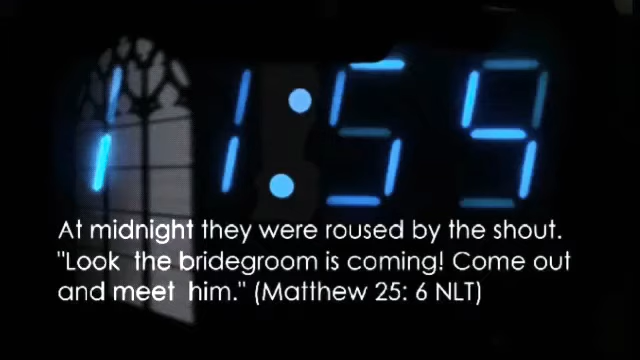 11:59
At midnight they were roused by the shout.
"Look the bridegroom is coming! Come out
and meet him." (Matthew 25: 6 NLT)